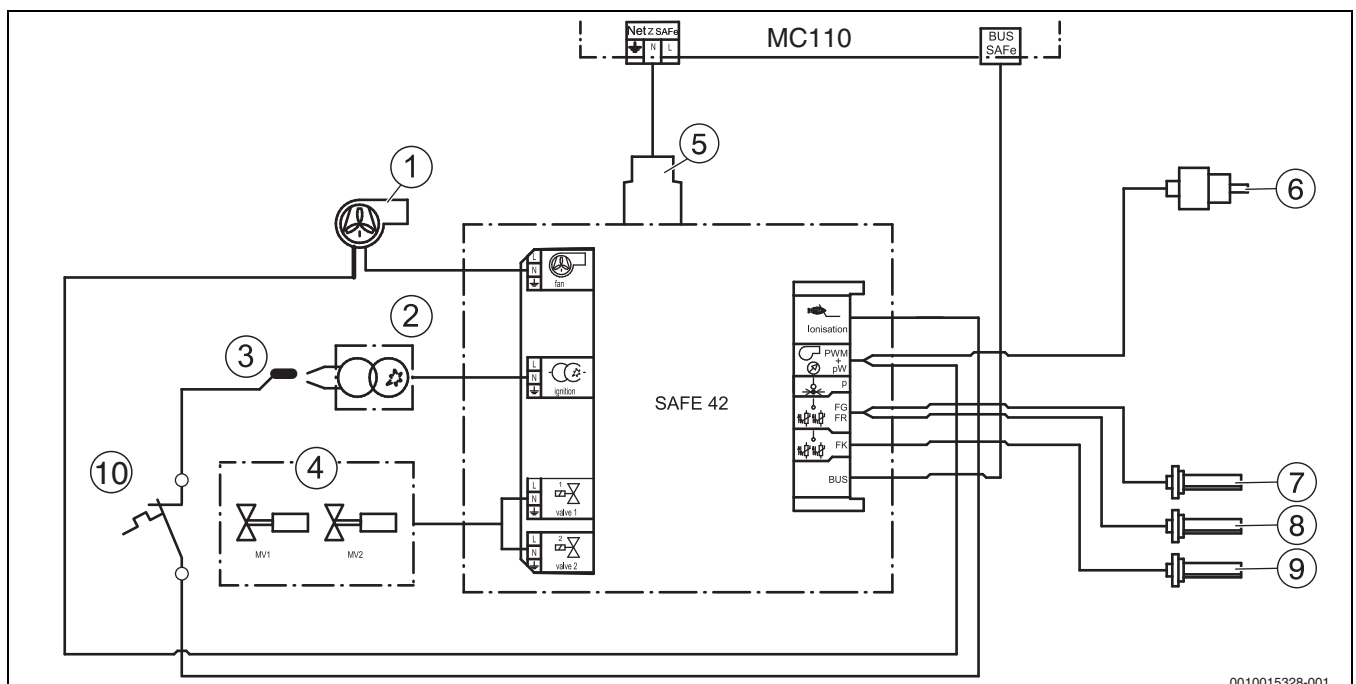 Net z SAFe
N L
MC110
BUS
SAFe
1
5
6
L
N
fan
2
3
L
N
ignition
SAFE 42
Ionisation
PWM
+
pW
p
FG
FR
FK
BUS
10
4
MV1
MV2
L
N
1
valve 1
L
N
2
valve 2
7
8
9
0010015328-001